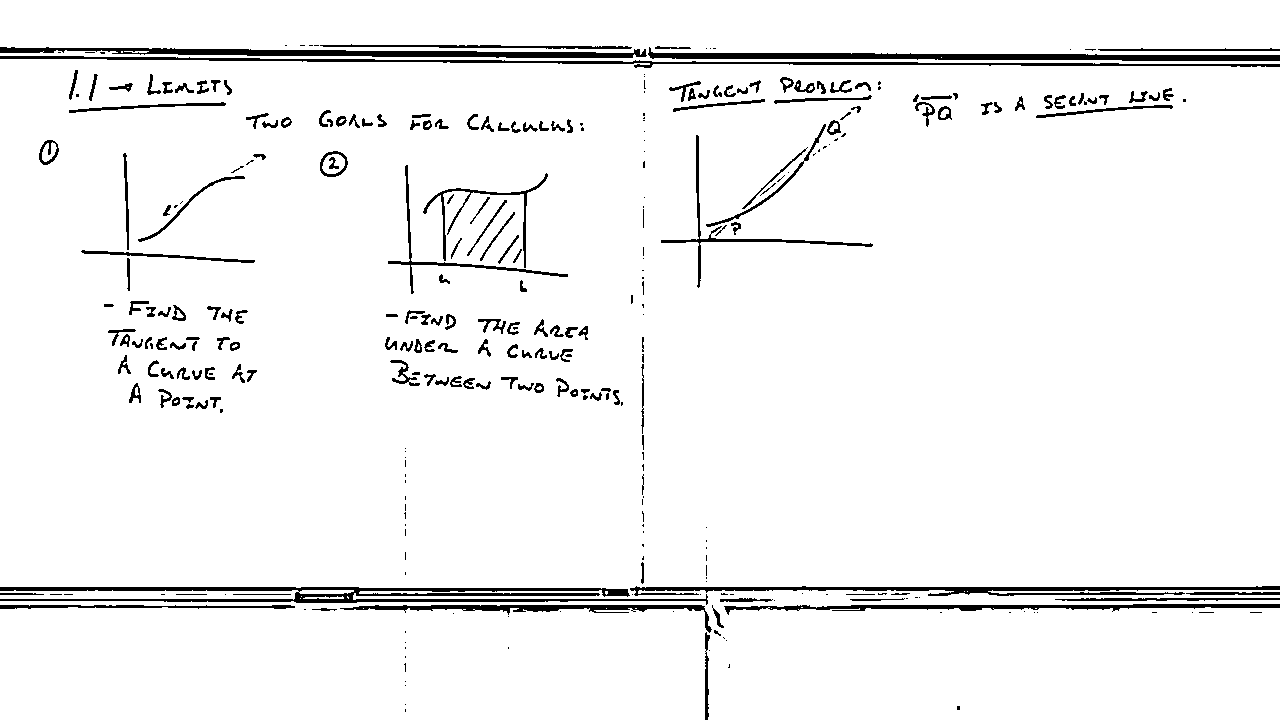 1.1 → LIMITS
TWO GOALS FOR CALCULUS:
①
②
a b
- FIND THE
TANGENT TO
A CURVE AT
A POINT.
- FIND THE AREA
UNDER A CURVE
BETWEEN TWO POINTS.
TANGENT PROBLEM:
Q
P
PQ IS A SECANT LINE.